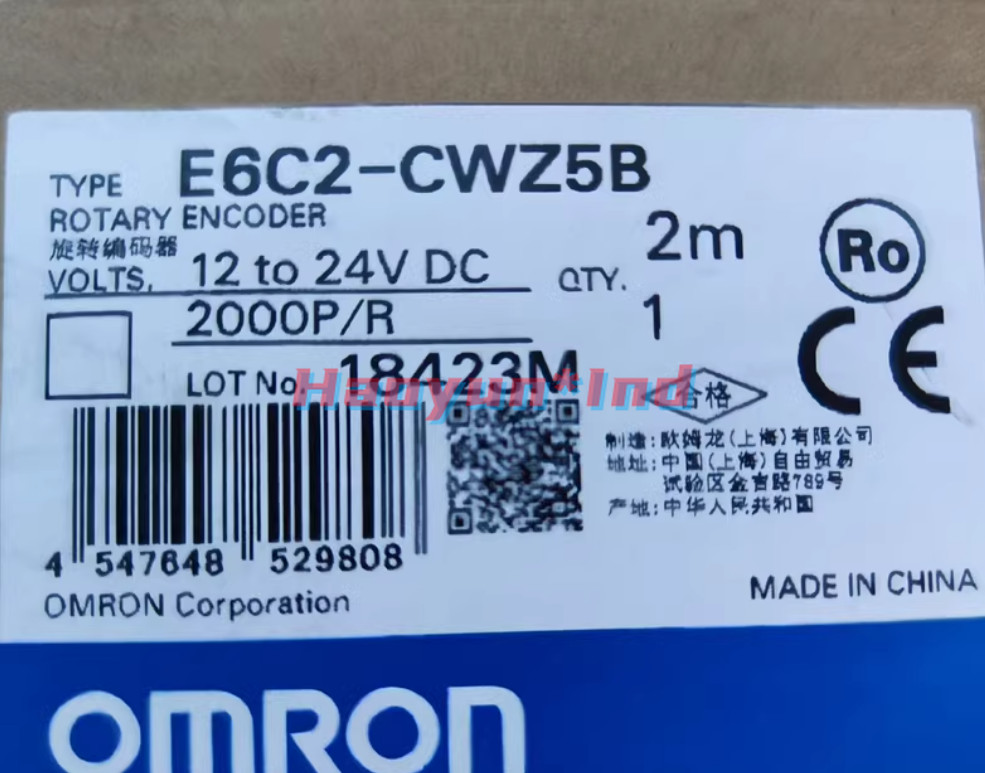 TYPE E6C2-CWZ5B
ROTARY ENCODER
旋转编码器
2m
VOLTS. 12 to 24V DC
QTY. 1
2000P/R
LOT No. 18423M
Haoyun*Ind
Ro
CE
合格
制造:欧姆龙(上海)有限公司
地址:中国(上海)自由贸易
试验区金吉路789号
产地:中华人民共和国
4 547648 529808
OMRON Corporation
MADE IN CHINA
OMRON